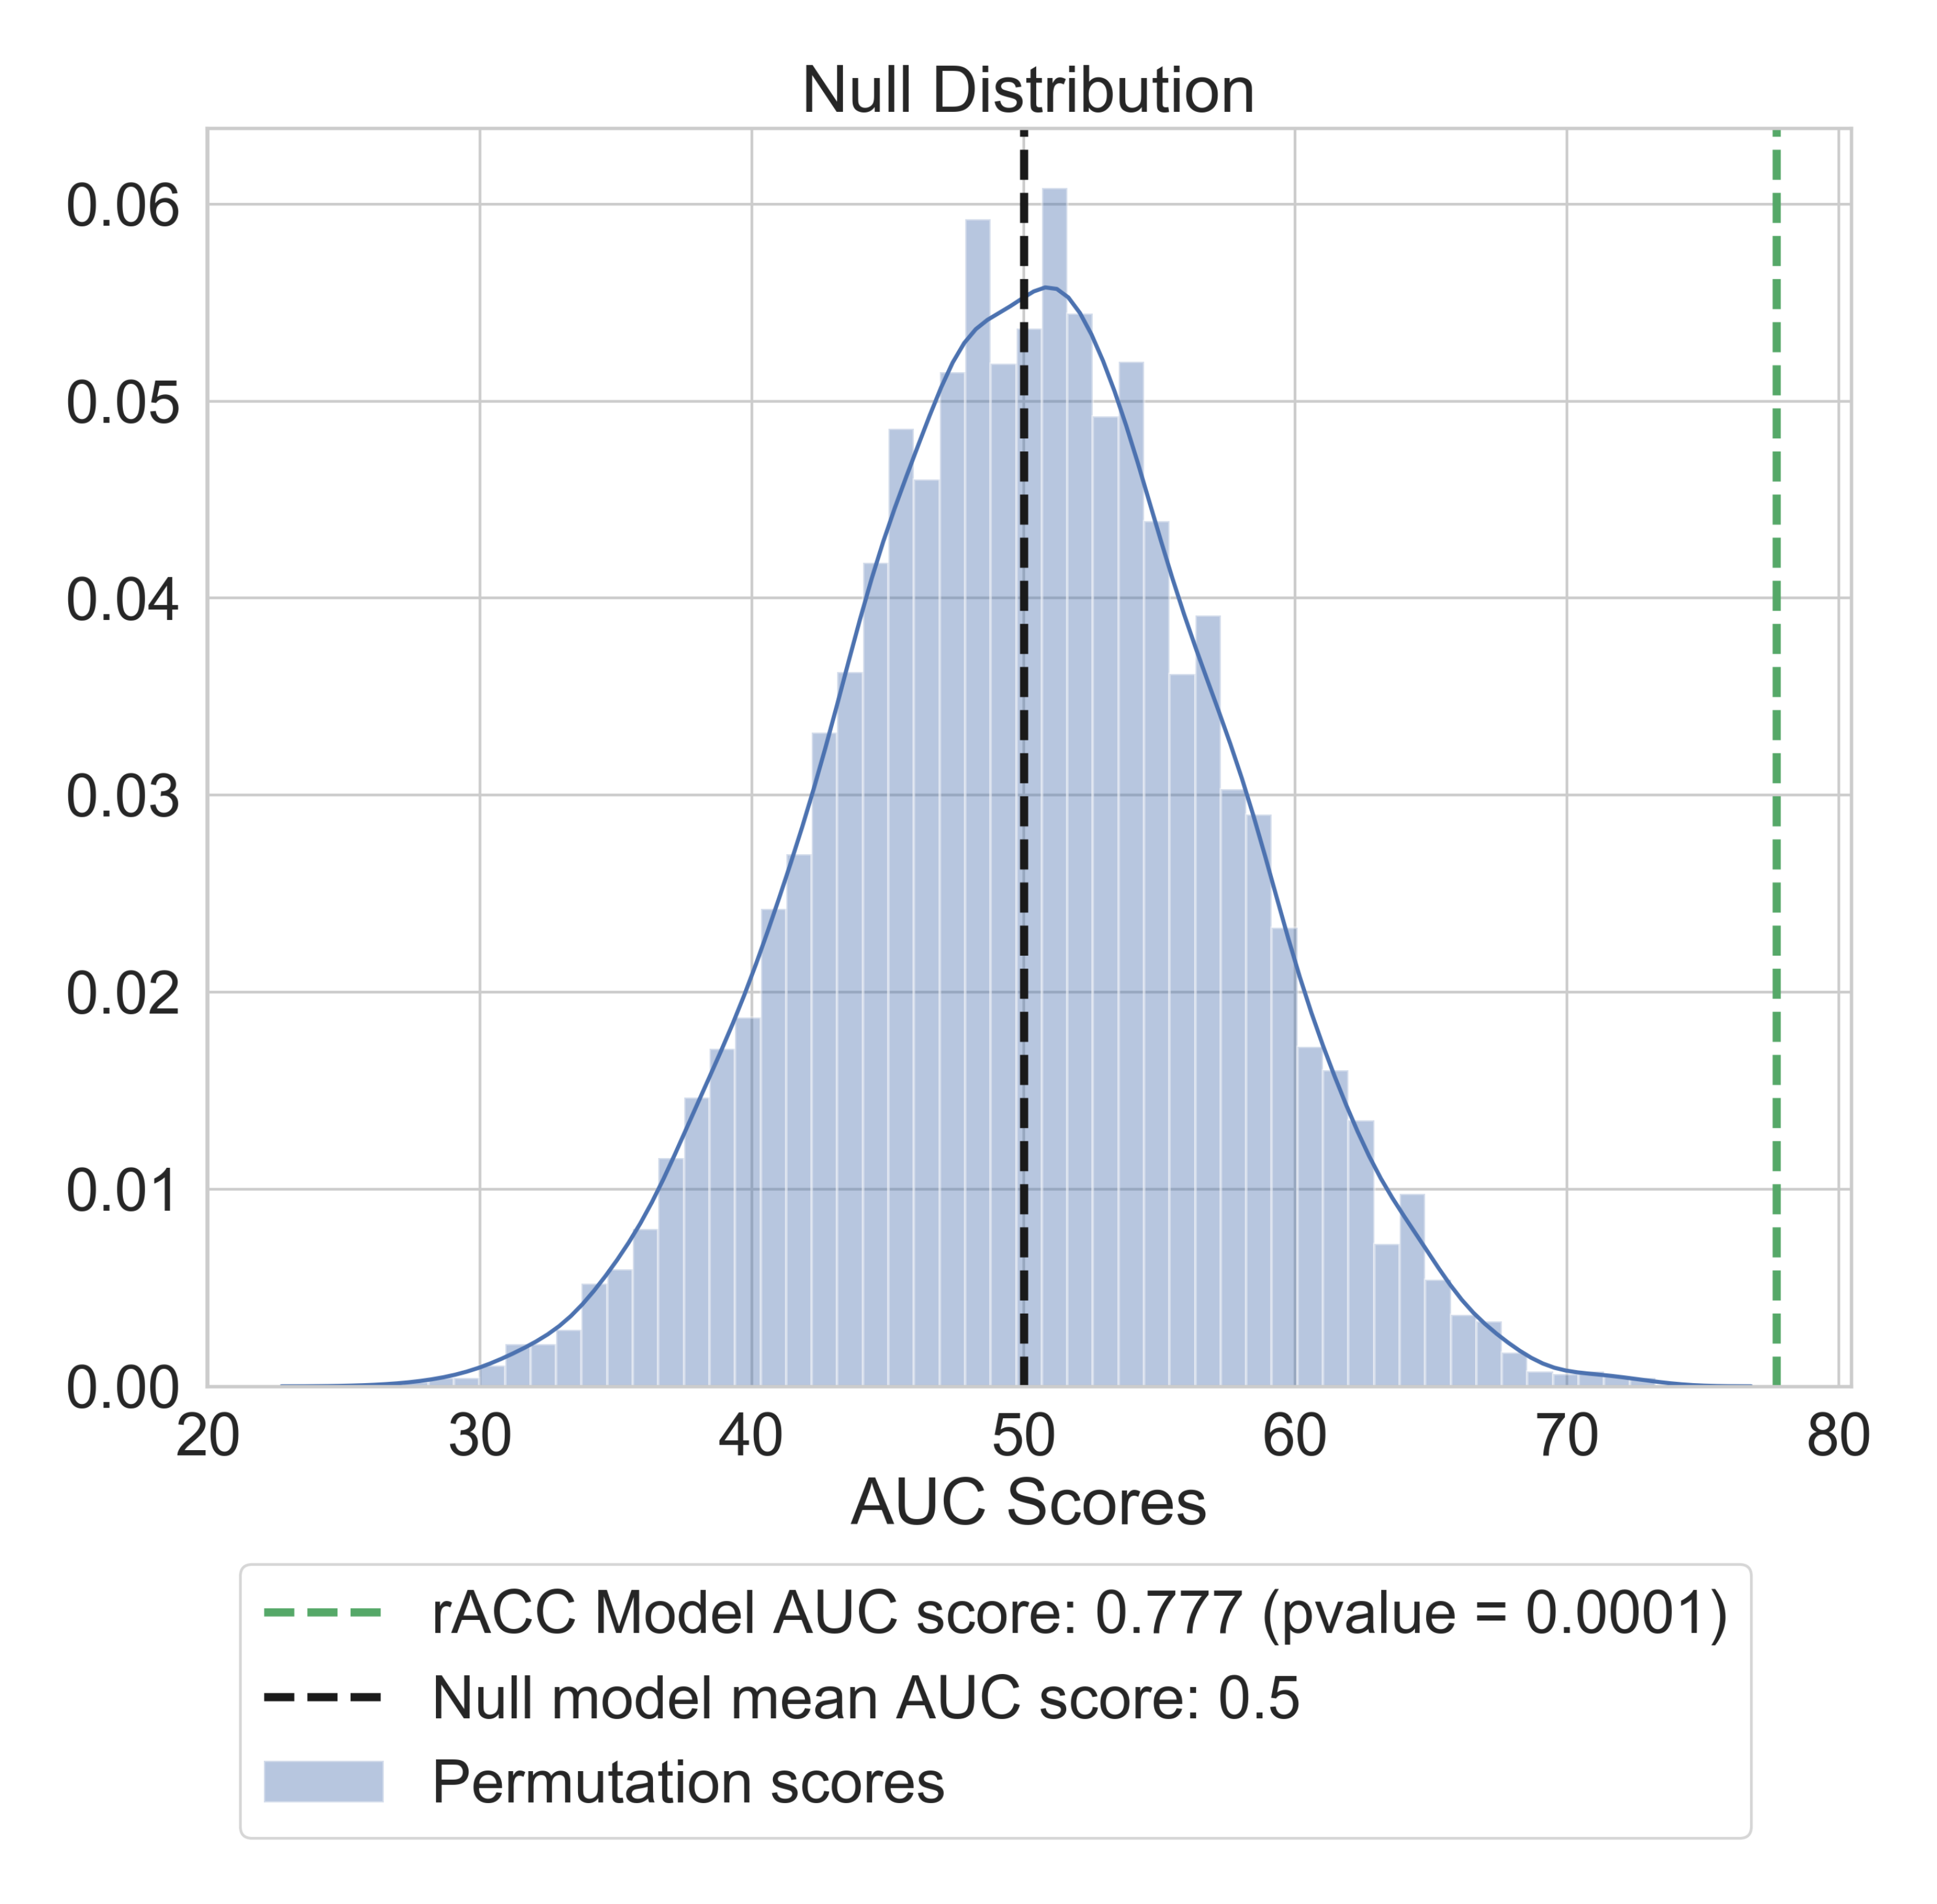 Null Distribution
0.06
0.05
0.04
0.03
0.02
0.01
0.00
20 30 40 50 60 70 80
AUC Scores
rACC Model AUC score: 0.777 (pvalue = 0.0001)
Null model mean AUC score: 0.5
Permutation scores